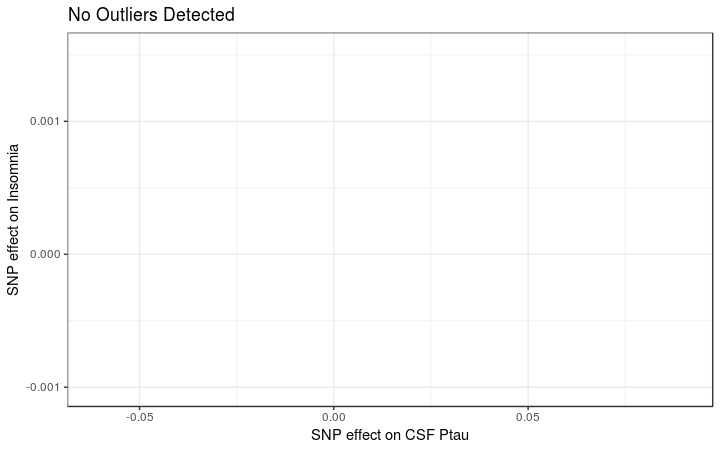 No Outliers Detected
SNP effect on Insomnia
0.001
0.000
-0.001
-0.05
0.00
0.05
SNP effect on CSF Ptau